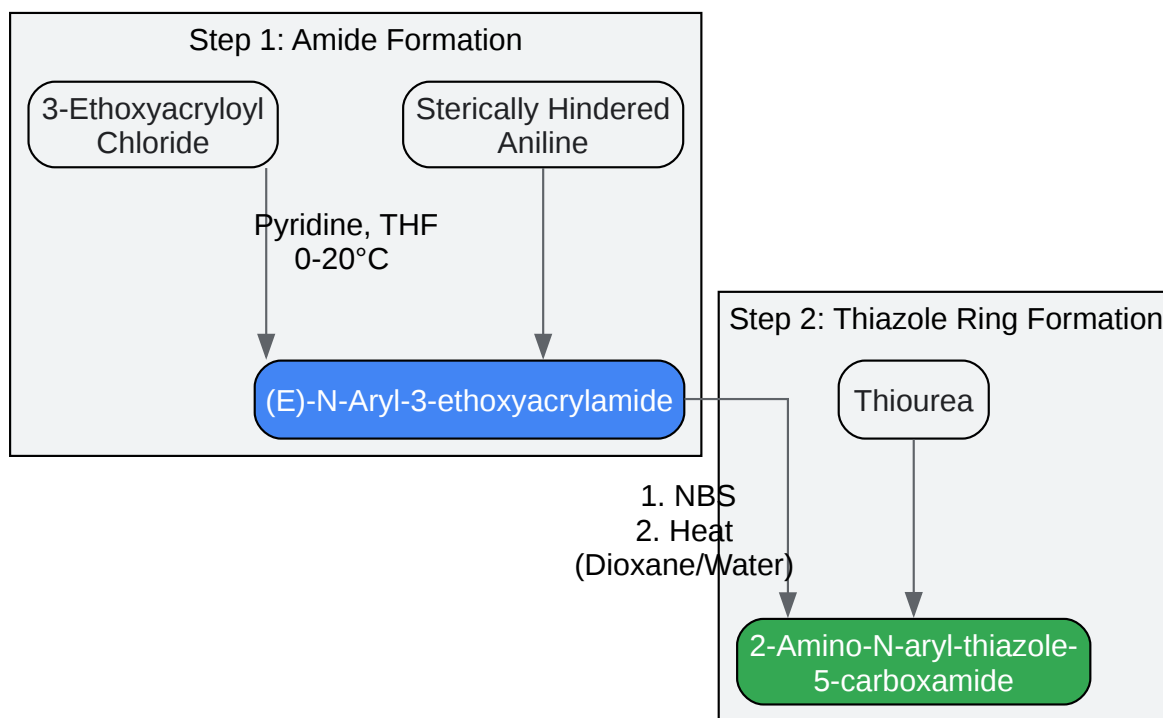 Step 1: Amide Formation
3-Ethoxyacryloyl
Chloride
Sterically Hindered
Aniline
Pyridine, THF
0-20°C
(E)-N-Aryl-3-ethoxyacrylamide
Step 2: Thiazole Ring Formation
Thiourea
1. NBS
2. Heat
(Dioxane/Water)
2-Amino-N-aryl-thiazole-
5-carboxamide